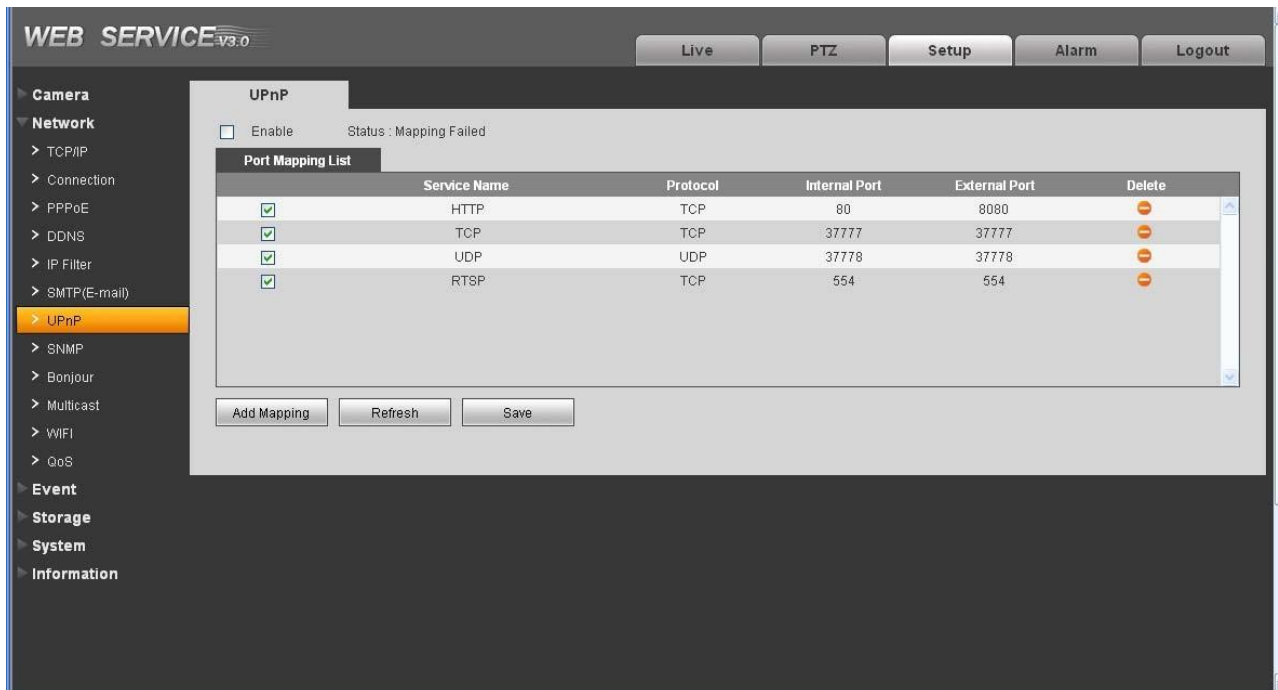 WEB SERVICE V3.0
Live PTZ Setup Alarm Logout
Camera
Network
> TCP/IP
> Connection
> PPPoE
> DDNS
> IP Filter
> SMTP(E-mail)
> UPnP
> SNMP
> Bonjour
> Multicast
> WIFI
> QoS
Event
Storage
System
Information
UPnP
Enable Status : Mapping Failed
Port Mapping List
Service Name Protocol Internal Port External Port Delete
HTTP TCP 80 8080
TCP TCP 37777 37777
UDP UDP 37778 37778
RTSP TCP 554 554
Add Mapping Refresh Save